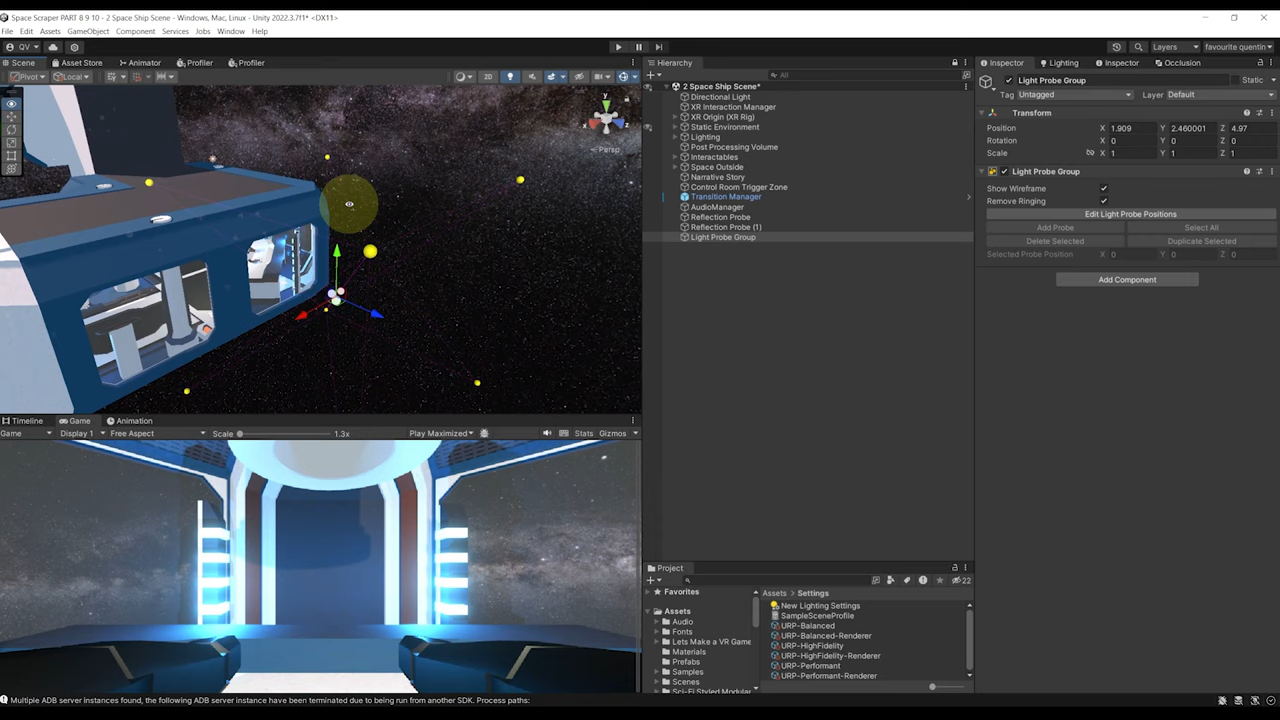 Space Scraper PART 8 9 10 - 2 Space Ship Scene - Windows, Mac, Linux - Unity 2022.3.7f1* <DX11>
File Edit Assets GameObject Component Services Jobs Window Help
QV
Layers favourite quentin
Scene Asset Store Animator Profiler Profiler
Pivot Local 2D
y
x
z
Persp
Timeline Game Animation
Game Display 1 Free Aspect Scale 1.3x Play Maximized Stats Gizmos
Hierarchy
All
2 Space Ship Scene*
Directional Light
XR Interaction Manager
XR Origin (XR Rig)
Static Environment
Lighting
Post Processing Volume
Interactables
Space Outside
Narrative Story
Control Room Trigger Zone
Transition Manager
AudioManager
Reflection Probe
Reflection Probe (1)
Light Probe Group
Inspector Lighting Inspector Occlusion
Light Probe Group Static
Tag Untagged Layer Default
Transform
Position X 1.909 Y 2.460001 Z 4.97
Rotation X 0 Y 0 Z 0
Scale X 1 Y 1 Z 1
Light Probe Group
Show Wireframe
Remove Ringing
Edit Light Probe Positions
Add Probe Select All
Delete Selected Duplicate Selected
Selected Probe Position X 0 Y 0 Z 0
Add Component
Project
22
Favorites
Assets
Audio
Fonts
Lets Make a VR Game
Materials
Prefabs
Samples
Scenes
Sci-Fi Styled Modular
Assets > Settings
New Lighting Settings
SampleSceneProfile
URP-Balanced
URP-Balanced-Renderer
URP-HighFidelity
URP-HighFidelity-Renderer
URP-Performant
URP-Performant-Renderer
Multiple ADB server instances found, the following ADB server instance have been terminated due to being run from another SDK. Process paths: